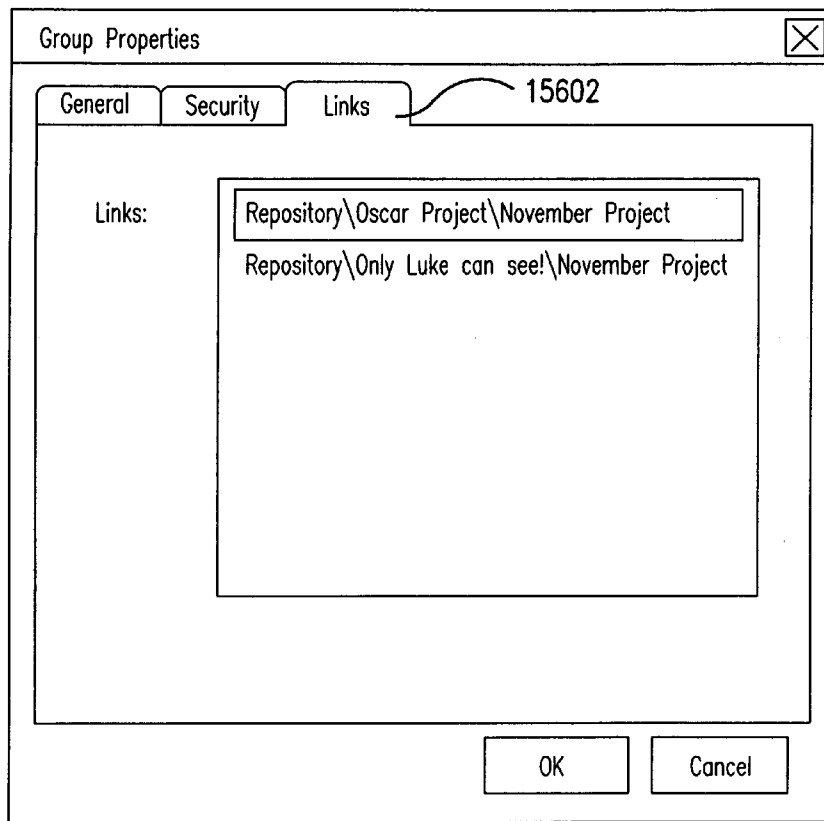 Group Properties
General Security Links 15602
Links:
Repository\Oscar Project\November Project
Repository\Only Luke can see!\November Project
OK Cancel